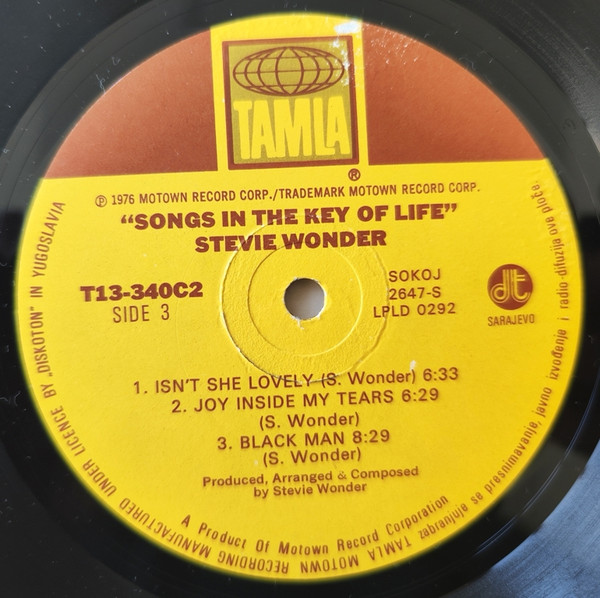 TAMLA
®
℗ 1976 MOTOWN RECORD CORP./TRADEMARK MOTOWN RECORD CORP.
"SONGS IN THE KEY OF LIFE"
STEVIE WONDER
T13-340C2
SIDE 3
SOKOJ
2647-S
LPLD 0292
dt
SARAJEVO
1. ISN'T SHE LOVELY (S. Wonder) 6:33
2. JOY INSIDE MY TEARS 6:29
(S. Wonder)
3. BLACK MAN 8:29
(S. Wonder)
Produced, Arranged & Composed
by Stevie Wonder
A Product Of Motown Record Corporation
TAMLA MOTOWN RECORDING MANUFACTURED UNDER LICENCE BY „DISKOTON" IN YUGOSLAVIA
zabranjuje se presnimavanje, javno izvođenje i radio difuzija ove ploče.